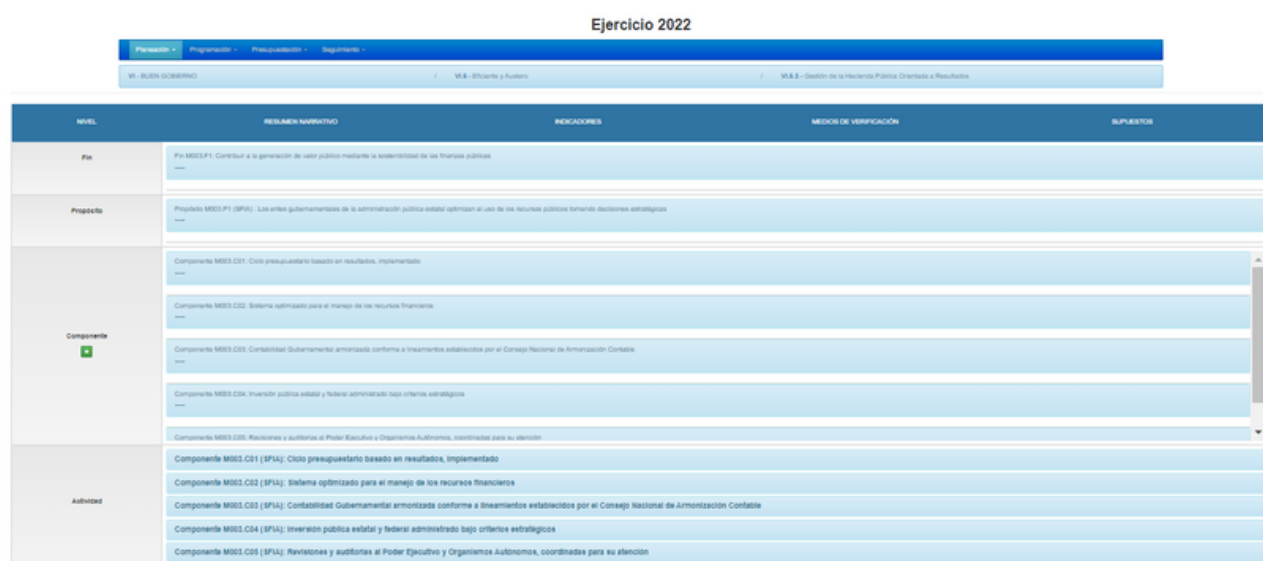 Ejercicio 2022
Planeación Programación Presupuestación Seguimiento
VI - BUEN GOBIERNO / VI.6 - Eficiente y Austero / VI.6.3 - Gestión de la Hacienda Pública Orientada a Resultados
NIVEL RESUMEN NARRATIVO INDICADORES MEDIOS DE VERIFICACIÓN SUPUESTOS
Fin Fin M003.F1: Contribuir a la generación de valor público mediante la sostenibilidad de las finanzas públicas
----
Propósito Propósito M003.P1 (SFIA) : Los entes gubernamentales de la administración pública estatal optimizan el uso de los recursos públicos tomando decisiones estratégicas
----
Componente M003.C01: Ciclo presupuestario basado en resultados, implementado
----
Componente M003.C02: Sistema optimizado para el manejo de los recursos financieros
----
Componente
Componente M003.C03: Contabilidad Gubernamental armonizada conforme a lineamientos establecidos por el Consejo Nacional de Armonización Contable
----
Componente M003.C04: Inversión pública estatal y federal administrado bajo criterios estratégicos
----
Componente M003.C05: Revisiones y auditorias al Poder Ejecutivo y Organismos Autónomos, coordinadas para su atención
Componente M003.C01 (SFIA): Ciclo presupuestario basado en resultados, implementado
Componente M003.C02 (SFIA): Sistema optimizado para el manejo de los recursos financieros
Actividad Componente M003.C03 (SFIA): Contabilidad Gubernamental armonizada conforme a lineamientos establecidos por el Consejo Nacional de Armonización Contable
Componente M003.C04 (SFIA): Inversión pública estatal y federal administrado bajo criterios estratégicos
Componente M003.C05 (SFIA): Revisiones y auditorias al Poder Ejecutivo y Organismos Autónomos, coordinadas para su atención